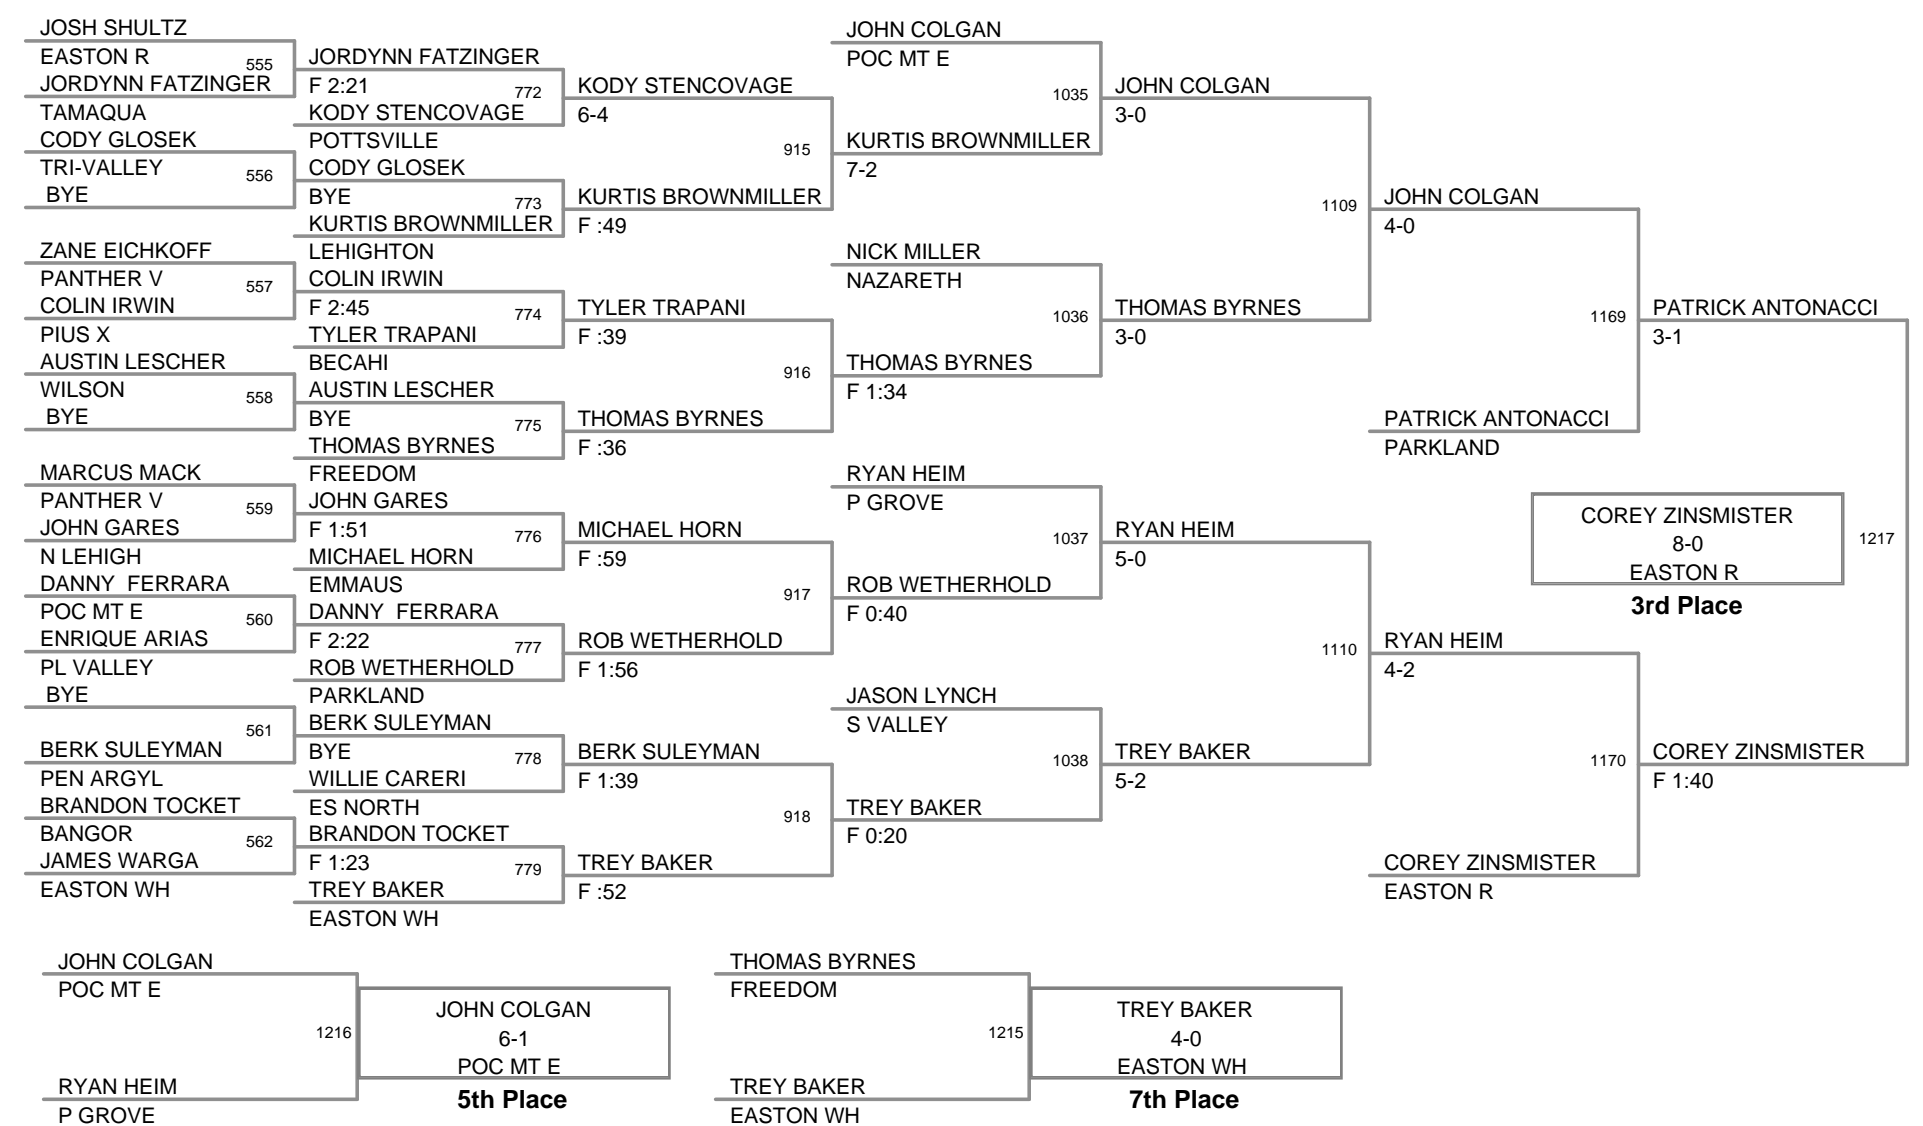 JOSH SHULTZ
EASTON R
555
JORDYNN FATZINGER
TAMAQUA
CODY GLOSEK
TRI-VALLEY
556
BYE
ZANE EICHKOFF
PANTHER V
557
COLIN IRWIN
PIUS X
AUSTIN LESCHER
WILSON
558
BYE
MARCUS MACK
PANTHER V
559
JOHN GARES
N LEHIGH
DANNY  FERRARA
POC MT E
560
ENRIQUE ARIAS
PL VALLEY
BYE
561
BERK SULEYMAN
PEN ARGYL
BRANDON TOCKET
BANGOR
562
JAMES WARGA
EASTON WH
JORDYNN FATZINGER
F 2:21
772
KODY STENCOVAGE
POTTSVILLE
CODY GLOSEK
BYE
773
KURTIS BROWNMILLER
LEHIGHTON
COLIN IRWIN
F 2:45
774
TYLER TRAPANI
BECAHI
AUSTIN LESCHER
BYE
775
THOMAS BYRNES
FREEDOM
JOHN GARES
F 1:51
776
MICHAEL HORN
EMMAUS
DANNY  FERRARA
F 2:22
777
ROB WETHERHOLD
PARKLAND
BERK SULEYMAN
BYE
778
WILLIE CARERI
ES NORTH
BRANDON TOCKET
F 1:23
779
TREY BAKER
EASTON WH
KODY STENCOVAGE
6-4
915
KURTIS BROWNMILLER
F :49
TYLER TRAPANI
F :39
916
THOMAS BYRNES
F :36
MICHAEL HORN
F :59
917
ROB WETHERHOLD
F 1:56
BERK SULEYMAN
F 1:39
918
TREY BAKER
F :52
JOHN COLGAN
POC MT E
1035
KURTIS BROWNMILLER
7-2
NICK MILLER
NAZARETH
1036
THOMAS BYRNES
F 1:34
RYAN HEIM
P GROVE
1037
ROB WETHERHOLD
F 0:40
JASON LYNCH
S VALLEY
1038
TREY BAKER
F 0:20
JOHN COLGAN
3-0
1109
THOMAS BYRNES
3-0
RYAN HEIM
5-0
1110
TREY BAKER
5-2
JOHN COLGAN
4-0
1169
PATRICK ANTONACCI
PARKLAND
RYAN HEIM
4-2
1170
COREY ZINSMISTER
EASTON R
PATRICK ANTONACCI
3-1
COREY ZINSMISTER
8-0
EASTON R
1217
3rd Place
COREY ZINSMISTER
F 1:40
JOHN COLGAN
POC MT E
1216
RYAN HEIM
P GROVE
JOHN COLGAN
6-1
POC MT E
5th Place
THOMAS BYRNES
FREEDOM
1215
TREY BAKER
EASTON WH
TREY BAKER
4-0
EASTON WH
7th Place